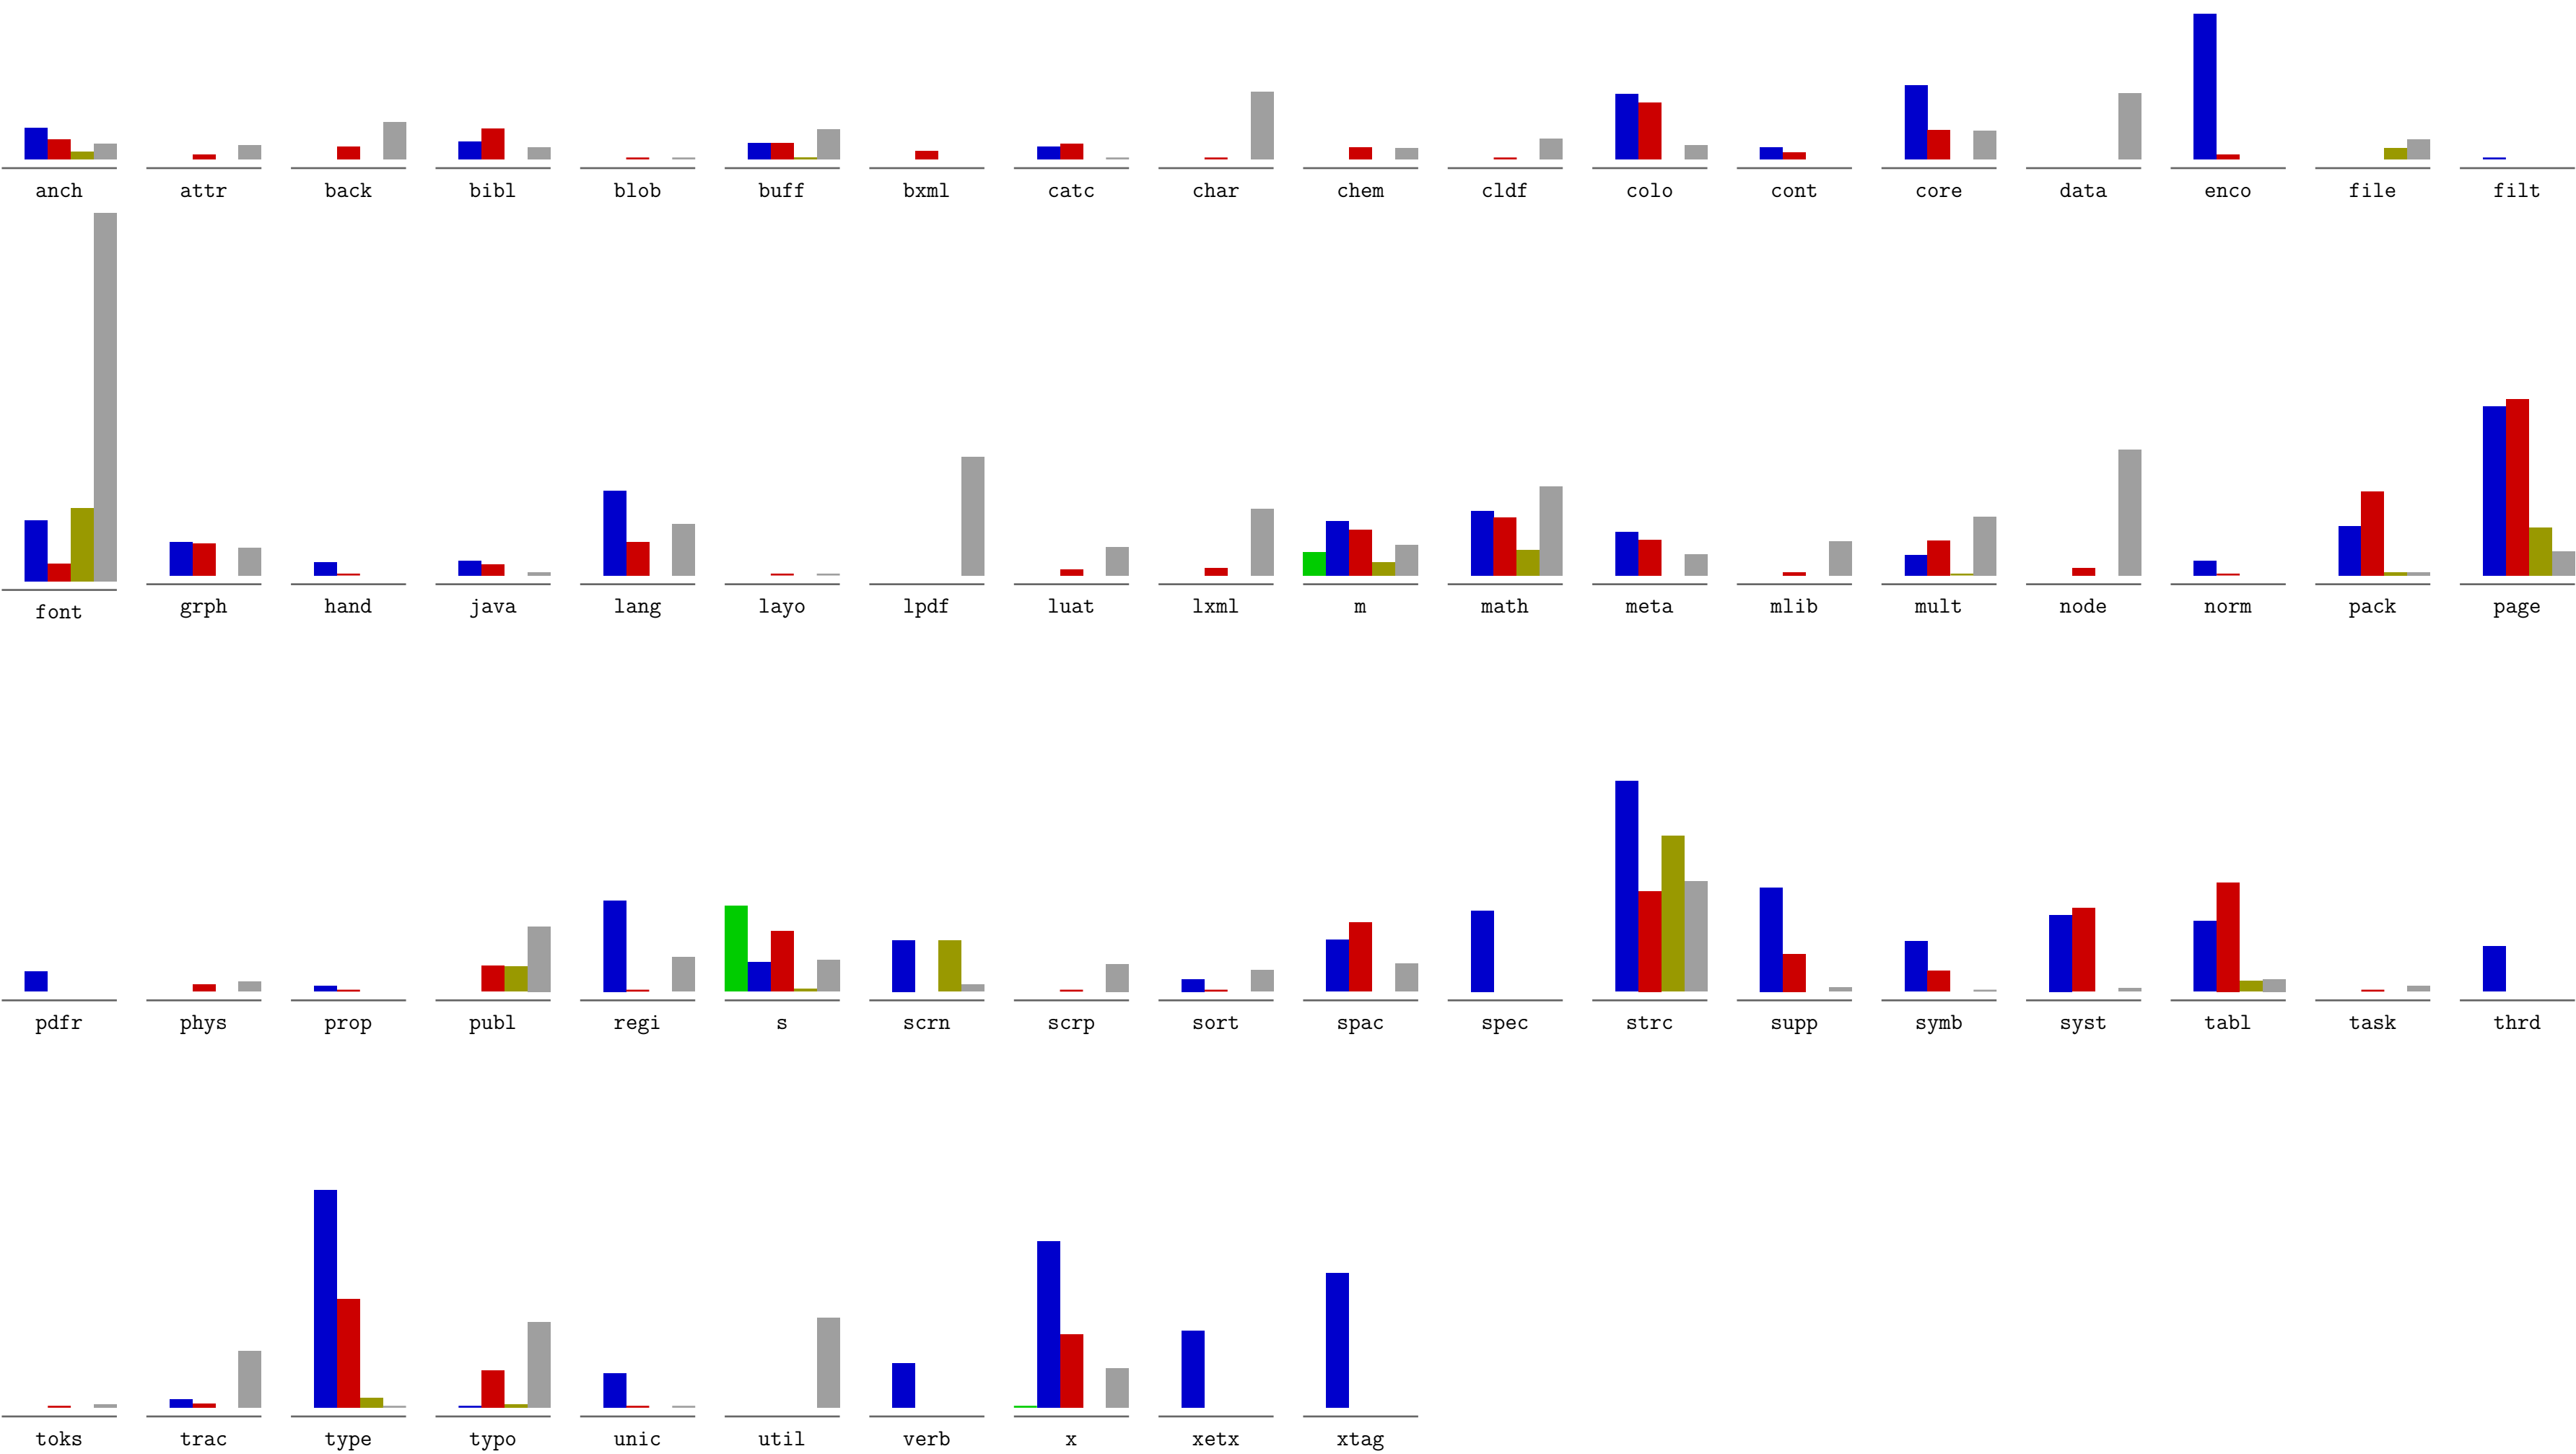 anch attr back bibl blob buff bxml catc char chem cldf colo cont core data enco file filt
font grph hand java lang layo lpdf luat lxml m math meta mlib mult node norm pack page
pdfr phys prop publ regi s scrn scrp sort spac spec strc supp symb syst tabl task thrd
toks trac type typo unic util verb x xetx xtag